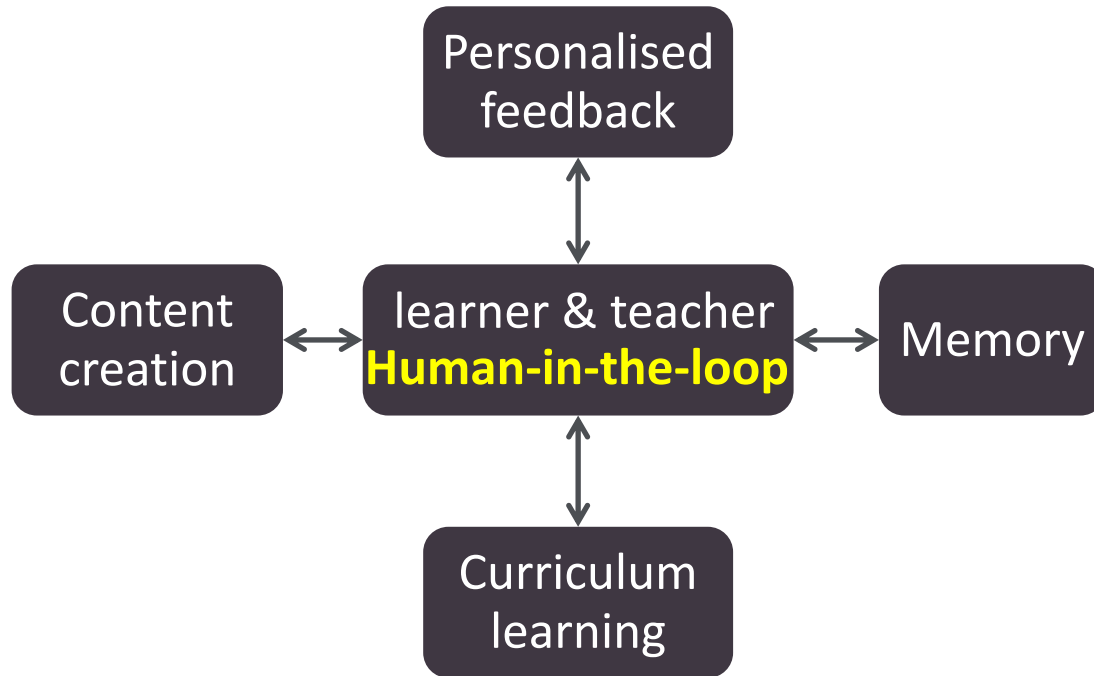 Personalised
feedback
Content
creation
learner & teacher
Human-in-the-loop
Memory
Curriculum
learning